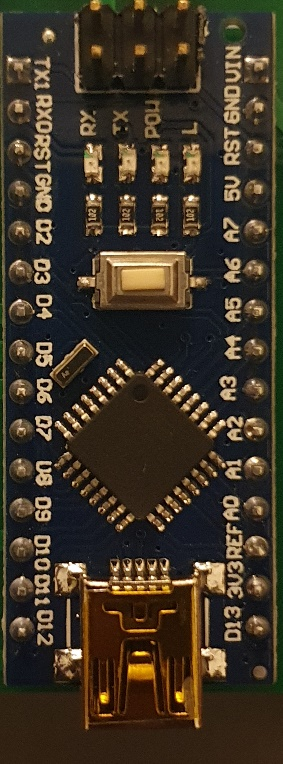 RX TX POW L
102 102 201 102
TX1
RX0
RST
GND
D2
D3
D4
D5
D6
D7
D8
D9
D10
D11
D12
VIN
GND
RST
5V
A7
A6
A5
A4
A3
A2
A1
A0
REF
3V3
D13